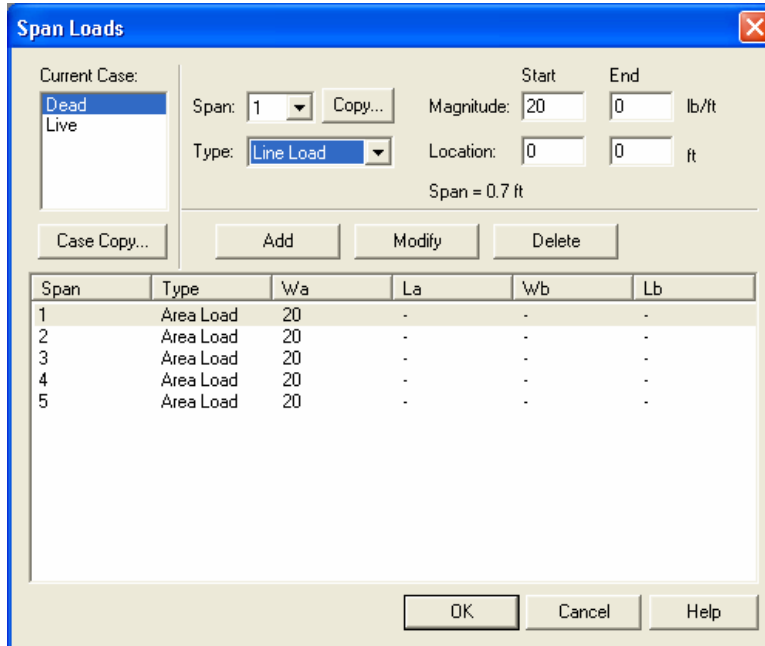 Span Loads
Current Case:
Dead
Live
Case Copy...
Span: 1 Copy...
Type: Line Load
Start End
Magnitude: 20 0 lb/ft
Location: 0 0 ft
Span = 0.7 ft
Add Modify Delete
Span Type Wa La Wb Lb
1 Area Load 20 - - -
2 Area Load 20 - - -
3 Area Load 20 - - -
4 Area Load 20 - - -
5 Area Load 20 - - -
OK Cancel Help